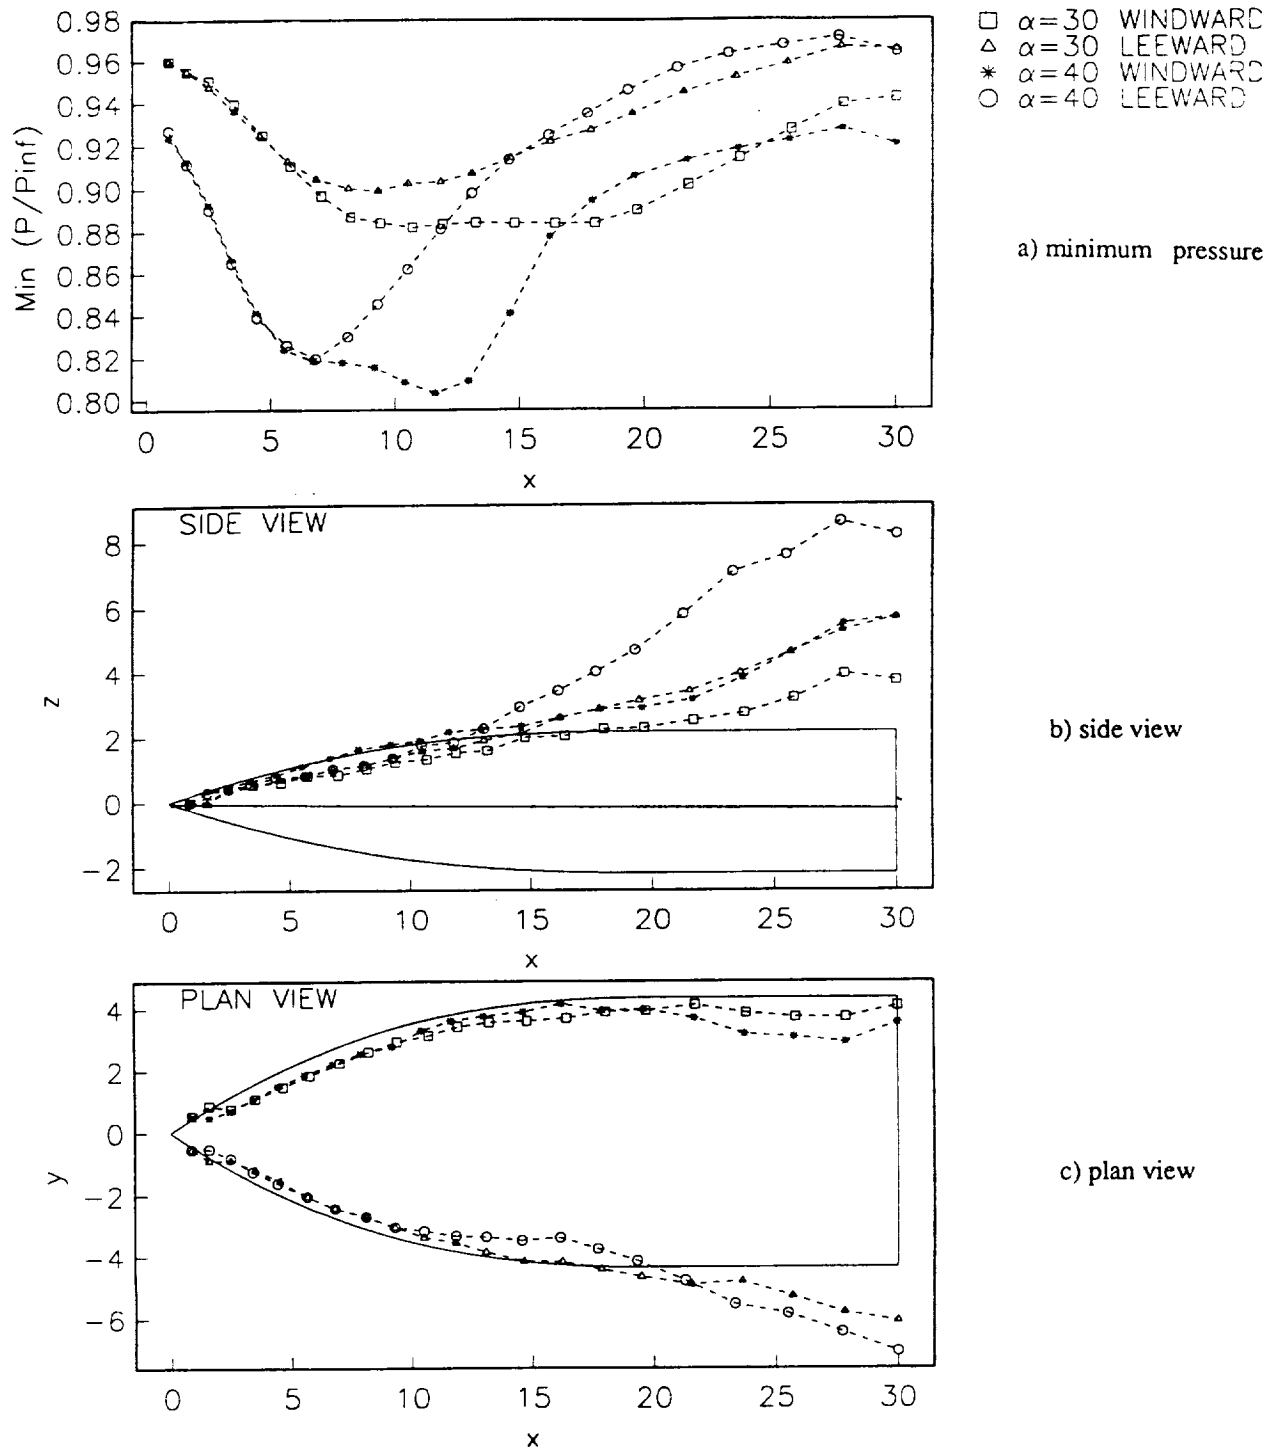 □ α=30 WINDWARD
△ α=30 LEEWARD
* α=40 WINDWARD
○ α=40 LEEWARD
0.98
0.96
0.94
0.92
0.90
0.88
0.86
0.84
0.82
0.80
Min (P/Pinf)
0 5 10 15 20 25 30
x
a) minimum pressure
SIDE VIEW
8
6
4
2
0
−2
z
0 5 10 15 20 25 30
x
b) side view
PLAN VIEW
4
2
0
−2
−4
−6
y
0 5 10 15 20 25 30
x
c) plan view